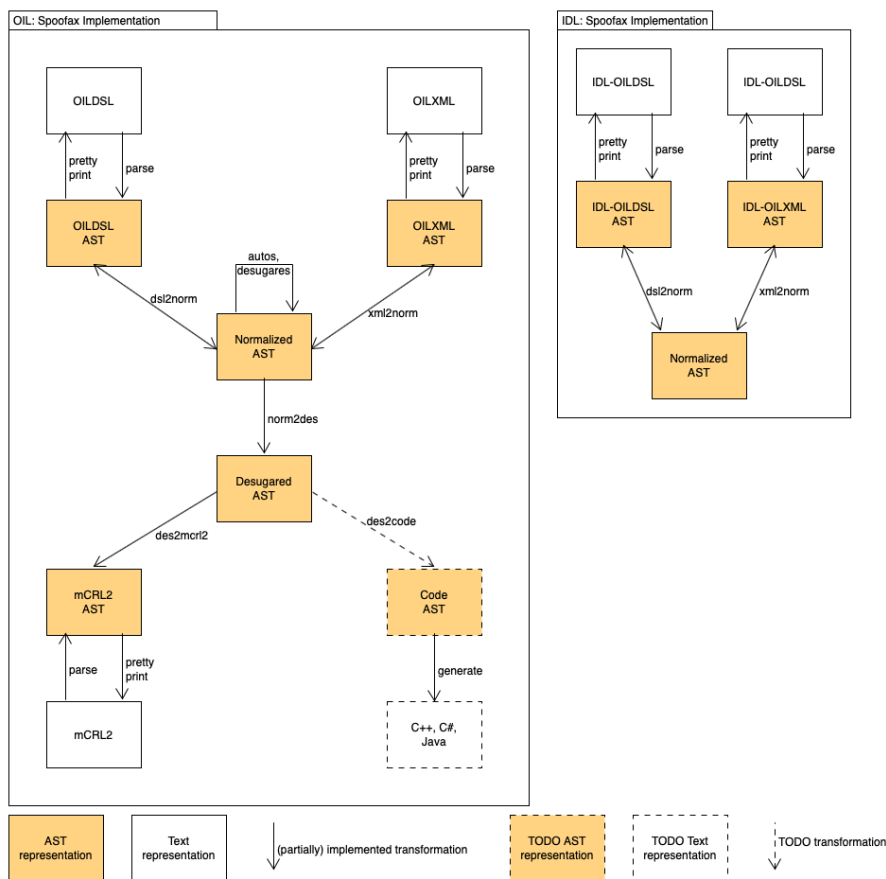 OIL: Spoofax Implementation
OILDSL
OILXML
pretty
print
parse
pretty
print
parse
OILDSL
AST
OILXML
AST
autos,
desugares
dsl2norm
xml2norm
Normalized
AST
norm2des
Desugared
AST
des2mcrl2
des2code
mCRL2
AST
Code
AST
parse
pretty
print
generate
mCRL2
C++, C#,
Java
IDL: Spoofax Implementation
IDL-OILDSL
IDL-OILDSL
pretty
print
parse
pretty
print
parse
IDL-OILDSL
AST
IDL-OILXML
AST
dsl2norm
xml2norm
Normalized
AST
AST
representation
Text
representation
(partially) implemented transformation
TODO AST
representation
TODO Text
representation
TODO transformation